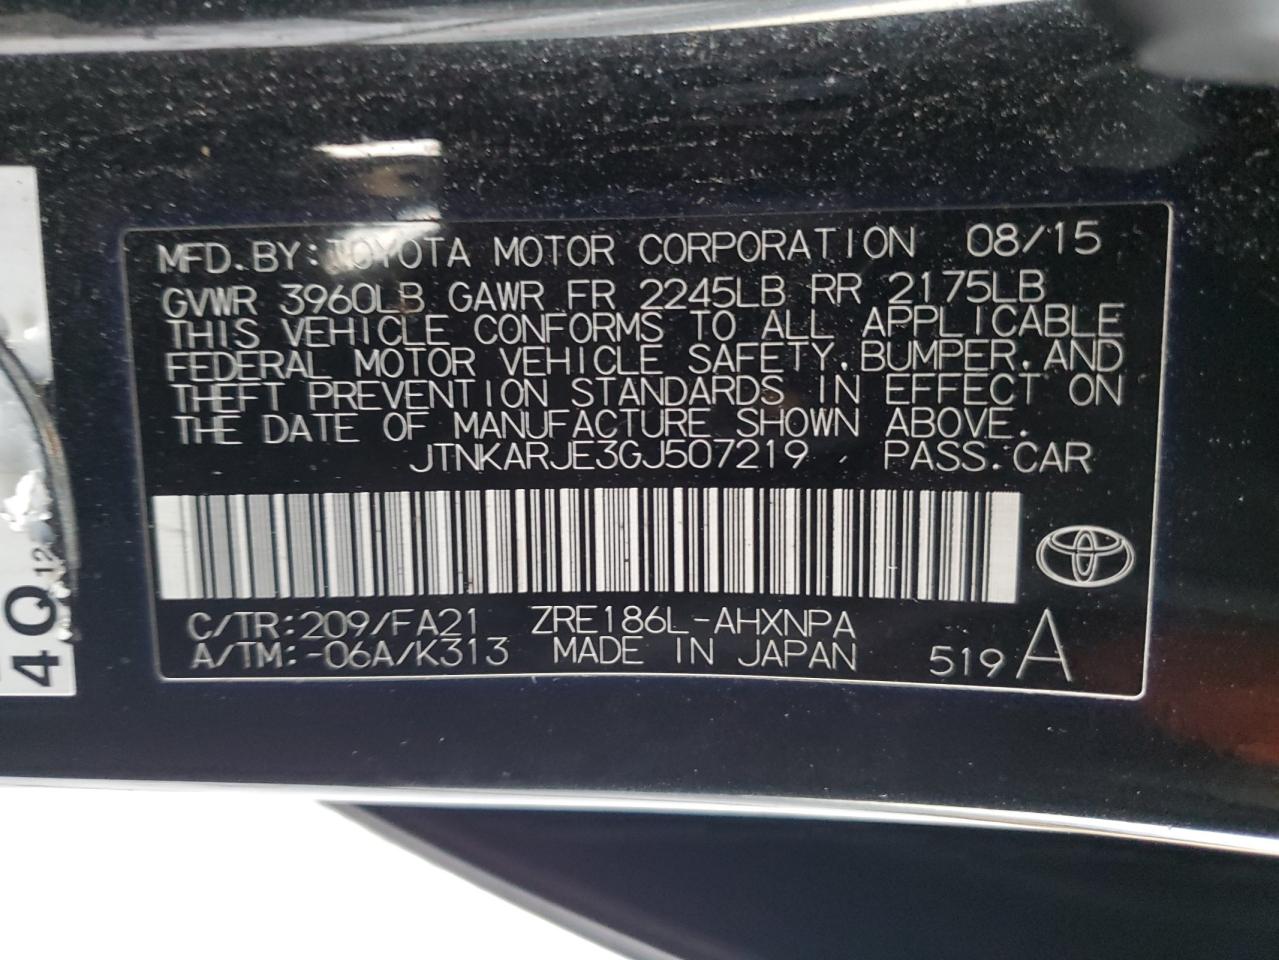 MFD.BY:TOYOTA MOTOR CORPORATION 08/15
GVWR 3960LB GAWR FR 2245LB RR 2175LB
THIS VEHICLE CONFORMS TO ALL APPLICABLE
FEDERAL MOTOR VEHICLE SAFETY,BUMPER,AND
THEFT PREVENTION STANDARDS IN EFFECT ON
THE DATE OF MANUFACTURE SHOWN ABOVE.
JTNKARJE3GJ507219 PASS.CAR
C/TR:209/FA21 ZRE186L-AHXNPA
A/TM:-06A/K313 MADE IN JAPAN 519 A
4Q12